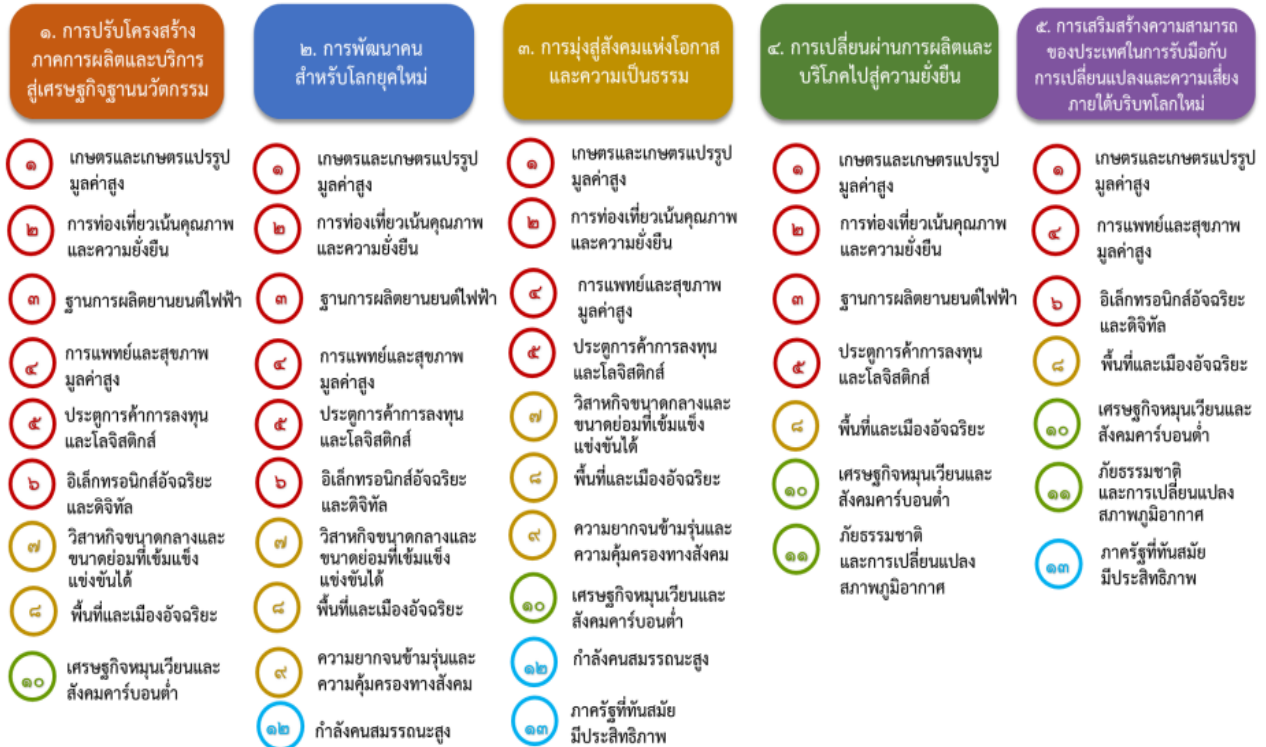 ๑. การปรับโครงสร้าง
ภาคการผลิตและบริการ
สู่เศรษฐกิจฐานนวัตกรรม
๑ เกษตรและเกษตรแปรรูป
มูลค่าสูง
๒ การท่องเที่ยวเน้นคุณภาพ
และความยั่งยืน
๓ ฐานการผลิตยานยนต์ไฟฟ้า
๔ การแพทย์และสุขภาพ
มูลค่าสูง
๕ ประตูการค้าการลงทุน
และโลจิสติกส์
๖ อิเล็กทรอนิกส์อัจฉริยะ
และดิจิทัล
๗ วิสาหกิจขนาดกลางและ
ขนาดย่อมที่เข้มแข็ง
แข่งขันได้
๘ พื้นที่และเมืองอัจฉริยะ
๑๐ เศรษฐกิจหมุนเวียนและ
สังคมคาร์บอนต่ำ
๒. การพัฒนาคน
สำหรับโลกยุคใหม่
๑ เกษตรและเกษตรแปรรูป
มูลค่าสูง
๒ การท่องเที่ยวเน้นคุณภาพ
และความยั่งยืน
๓ ฐานการผลิตยานยนต์ไฟฟ้า
๔ การแพทย์และสุขภาพ
มูลค่าสูง
๕ ประตูการค้าการลงทุน
และโลจิสติกส์
๖ อิเล็กทรอนิกส์อัจฉริยะ
และดิจิทัล
๗ วิสาหกิจขนาดกลางและ
ขนาดย่อมที่เข้มแข็ง
แข่งขันได้
๘ พื้นที่และเมืองอัจฉริยะ
๙ ความยากจนข้ามรุ่นและ
ความคุ้มครองทางสังคม
๑๒ กำลังคนสมรรถนะสูง
๓. การมุ่งสู่สังคมแห่งโอกาส
และความเป็นธรรม
๑ เกษตรและเกษตรแปรรูป
มูลค่าสูง
๒ การท่องเที่ยวเน้นคุณภาพ
และความยั่งยืน
๔ การแพทย์และสุขภาพ
มูลค่าสูง
๕ ประตูการค้าการลงทุน
และโลจิสติกส์
๗ วิสาหกิจขนาดกลางและ
ขนาดย่อมที่เข้มแข็ง
แข่งขันได้
๘ พื้นที่และเมืองอัจฉริยะ
๙ ความยากจนข้ามรุ่นและ
ความคุ้มครองทางสังคม
๑๐ เศรษฐกิจหมุนเวียนและ
สังคมคาร์บอนต่ำ
๑๒ กำลังคนสมรรถนะสูง
๑๓ ภาครัฐที่ทันสมัย
มีประสิทธิภาพ
๔. การเปลี่ยนผ่านการผลิตและ
บริโภคไปสู่ความยั่งยืน
๑ เกษตรและเกษตรแปรรูป
มูลค่าสูง
๒ การท่องเที่ยวเน้นคุณภาพ
และความยั่งยืน
๓ ฐานการผลิตยานยนต์ไฟฟ้า
๕ ประตูการค้าการลงทุน
และโลจิสติกส์
๘ พื้นที่และเมืองอัจฉริยะ
๑๐ เศรษฐกิจหมุนเวียนและ
สังคมคาร์บอนต่ำ
๑๑ ภัยธรรมชาติ
และการเปลี่ยนแปลง
สภาพภูมิอากาศ
๕. การเสริมสร้างความสามารถ
ของประเทศในการรับมือกับ
การเปลี่ยนแปลงและความเสี่ยง
ภายใต้บริบทโลกใหม่
๑ เกษตรและเกษตรแปรรูป
มูลค่าสูง
๔ การแพทย์และสุขภาพ
มูลค่าสูง
๖ อิเล็กทรอนิกส์อัจฉริยะ
และดิจิทัล
๘ พื้นที่และเมืองอัจฉริยะ
๑๐ เศรษฐกิจหมุนเวียนและ
สังคมคาร์บอนต่ำ
๑๑ ภัยธรรมชาติ
และการเปลี่ยนแปลง
สภาพภูมิอากาศ
๑๓ ภาครัฐที่ทันสมัย
มีประสิทธิภาพ